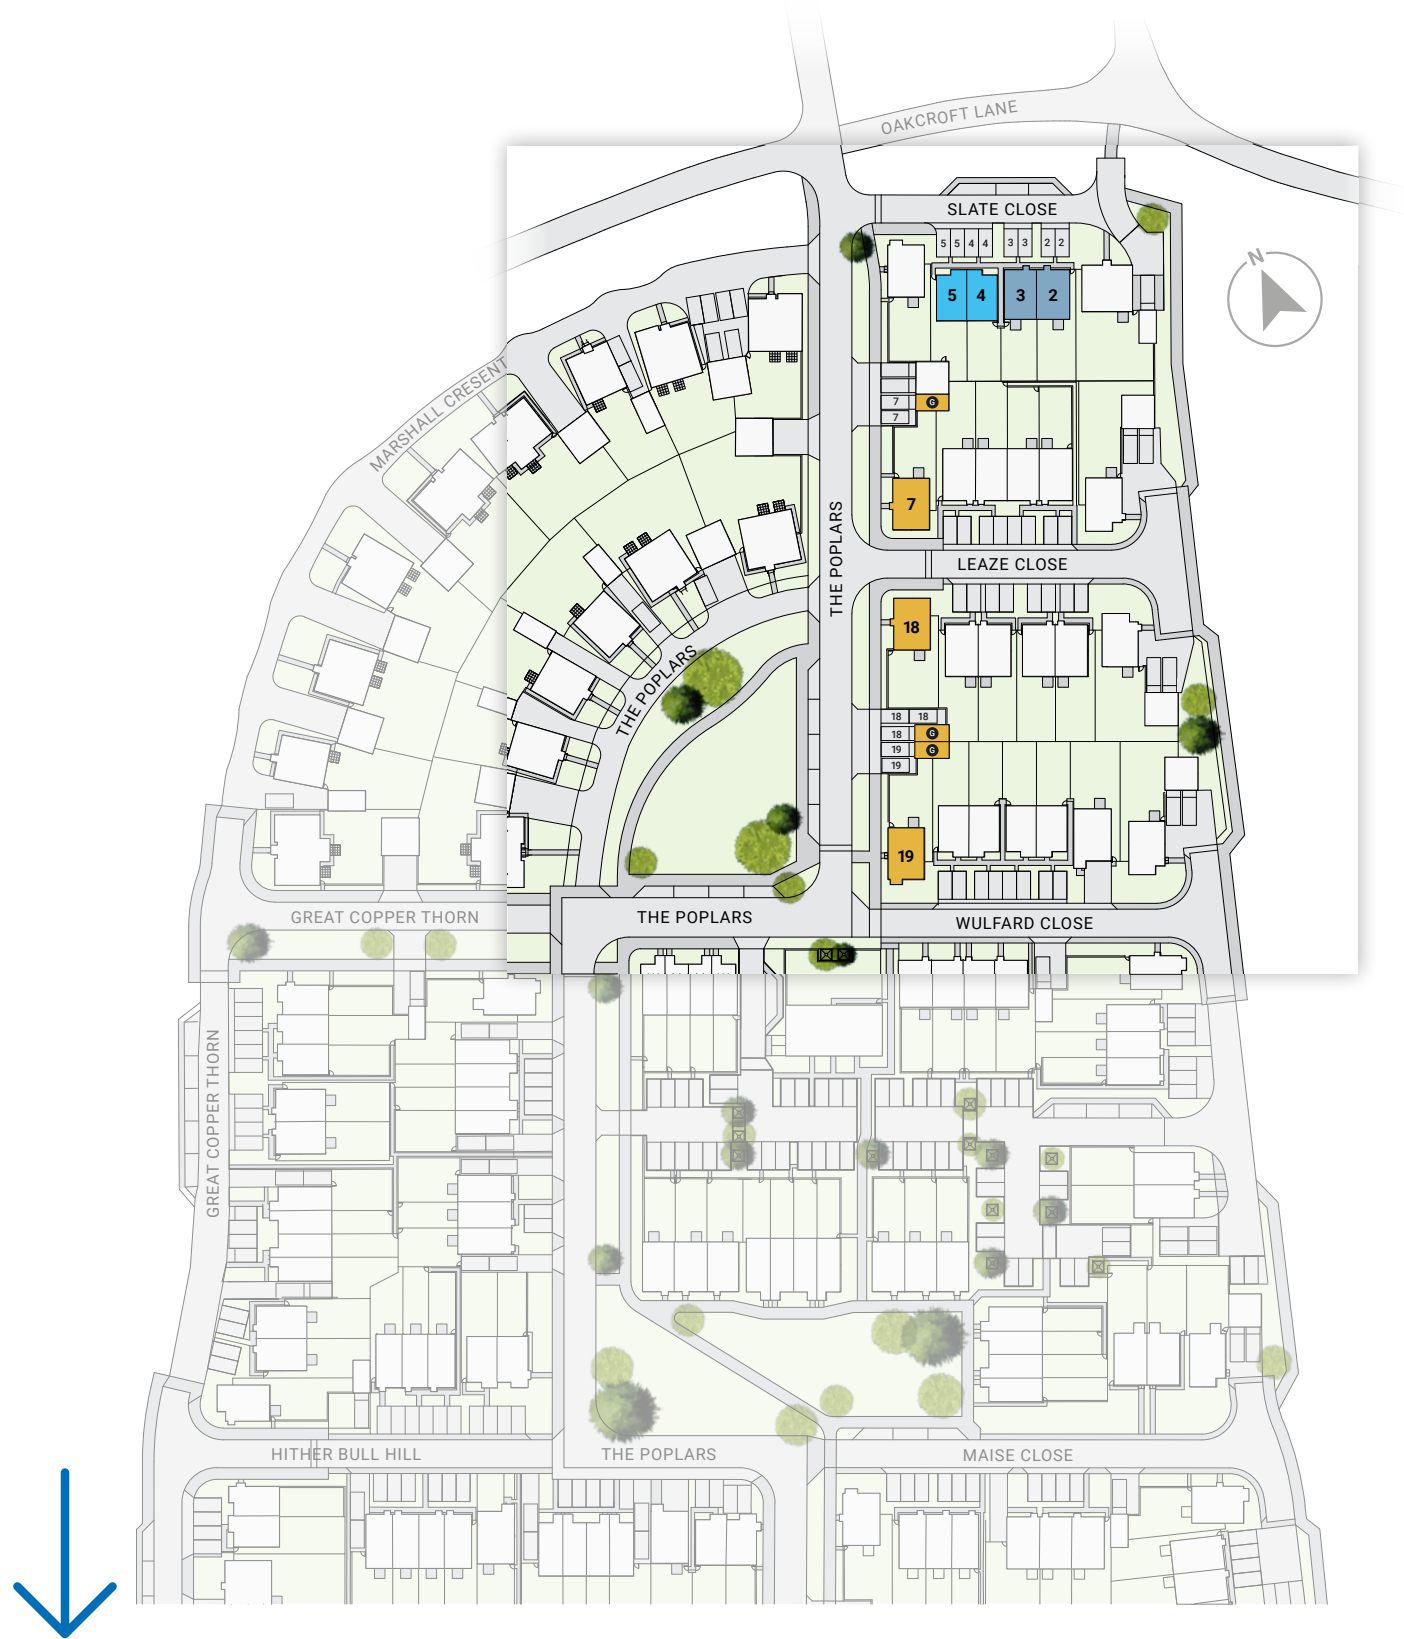 OAKCROFT LANE
SLATE CLOSE
5 5 4 4 3 3 2 2
N
5 4 3 2
MARSHALL CRESENT
7 G
7
7
THE POPLARS
LEAZE CLOSE
18
THE POPLARS
18 18
18 G
19 G
19
19
GREAT COPPER THORN
THE POPLARS
WULFARD CLOSE
GREAT COPPER THORN
HITHER BULL HILL
THE POPLARS
MAISE CLOSE